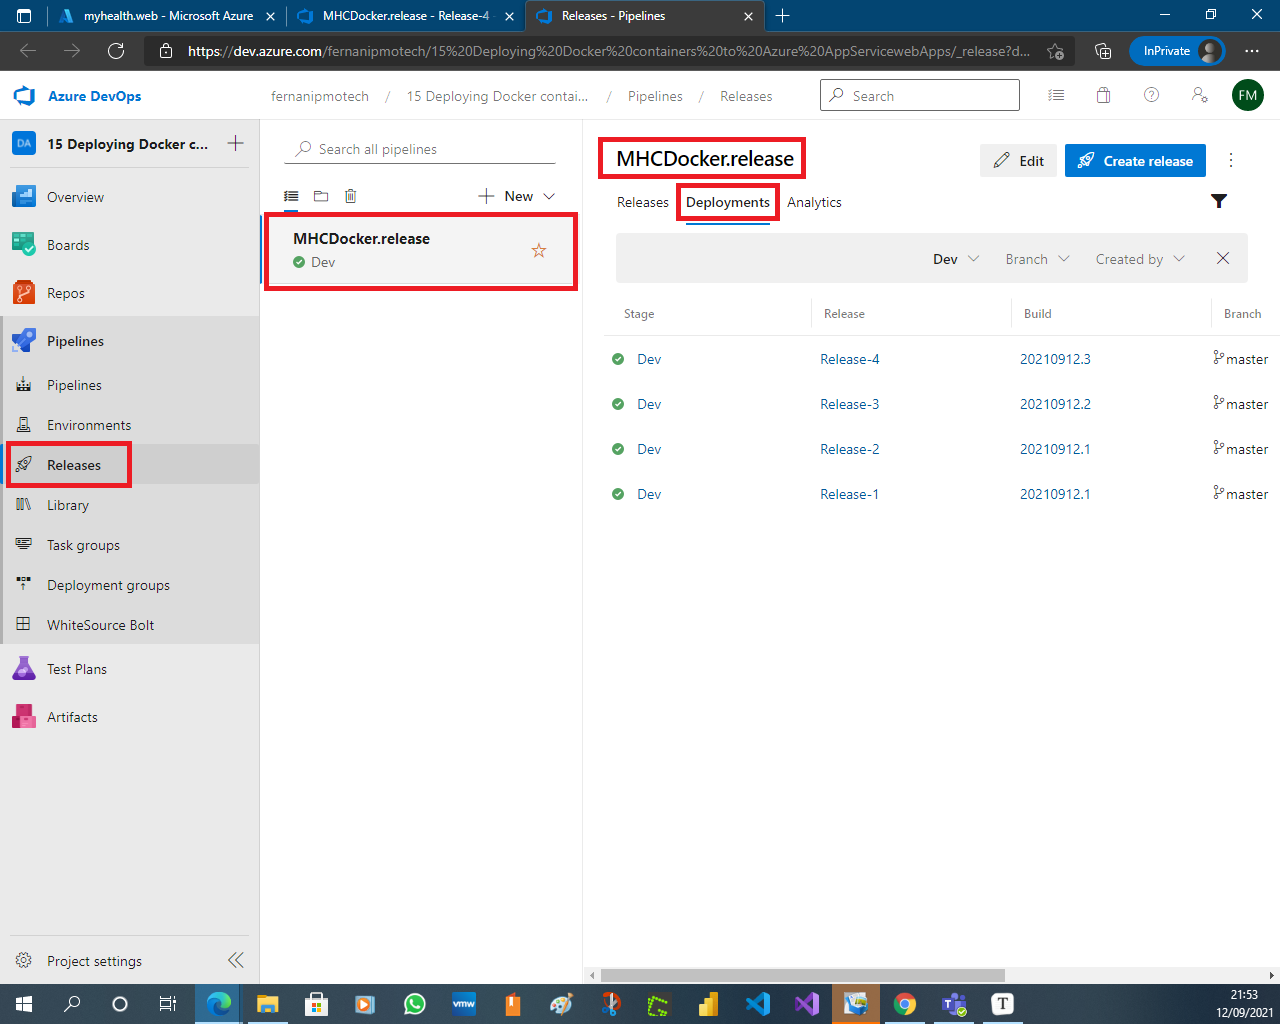 myhealth.web - Microsoft Azure
MHCDocker.release - Release-4 -
Releases - Pipelines
https://dev.azure.com/fernanipmotech/15%20Deploying%20Docker%20containers%20to%20Azure%20AppServicewebApps/_release?d...
InPrivate
Azure DevOps
fernanipmotech / 15 Deploying Docker contai... / Pipelines / Releases
Search
FM
DA 15 Deploying Docker c...
Overview
Boards
Repos
Pipelines
Pipelines
Environments
Releases
Library
Task groups
Deployment groups
WhiteSource Bolt
Test Plans
Artifacts
Project settings
Search all pipelines
New
MHCDocker.release
Dev
MHCDocker.release
Edit
Create release
Releases Deployments Analytics
Dev Branch Created by
Stage Release Build Branch
Dev Release-4 20210912.3 master
Dev Release-3 20210912.2 master
Dev Release-2 20210912.1 master
Dev Release-1 20210912.1 master
vmw
T
T
21:53
12/09/2021